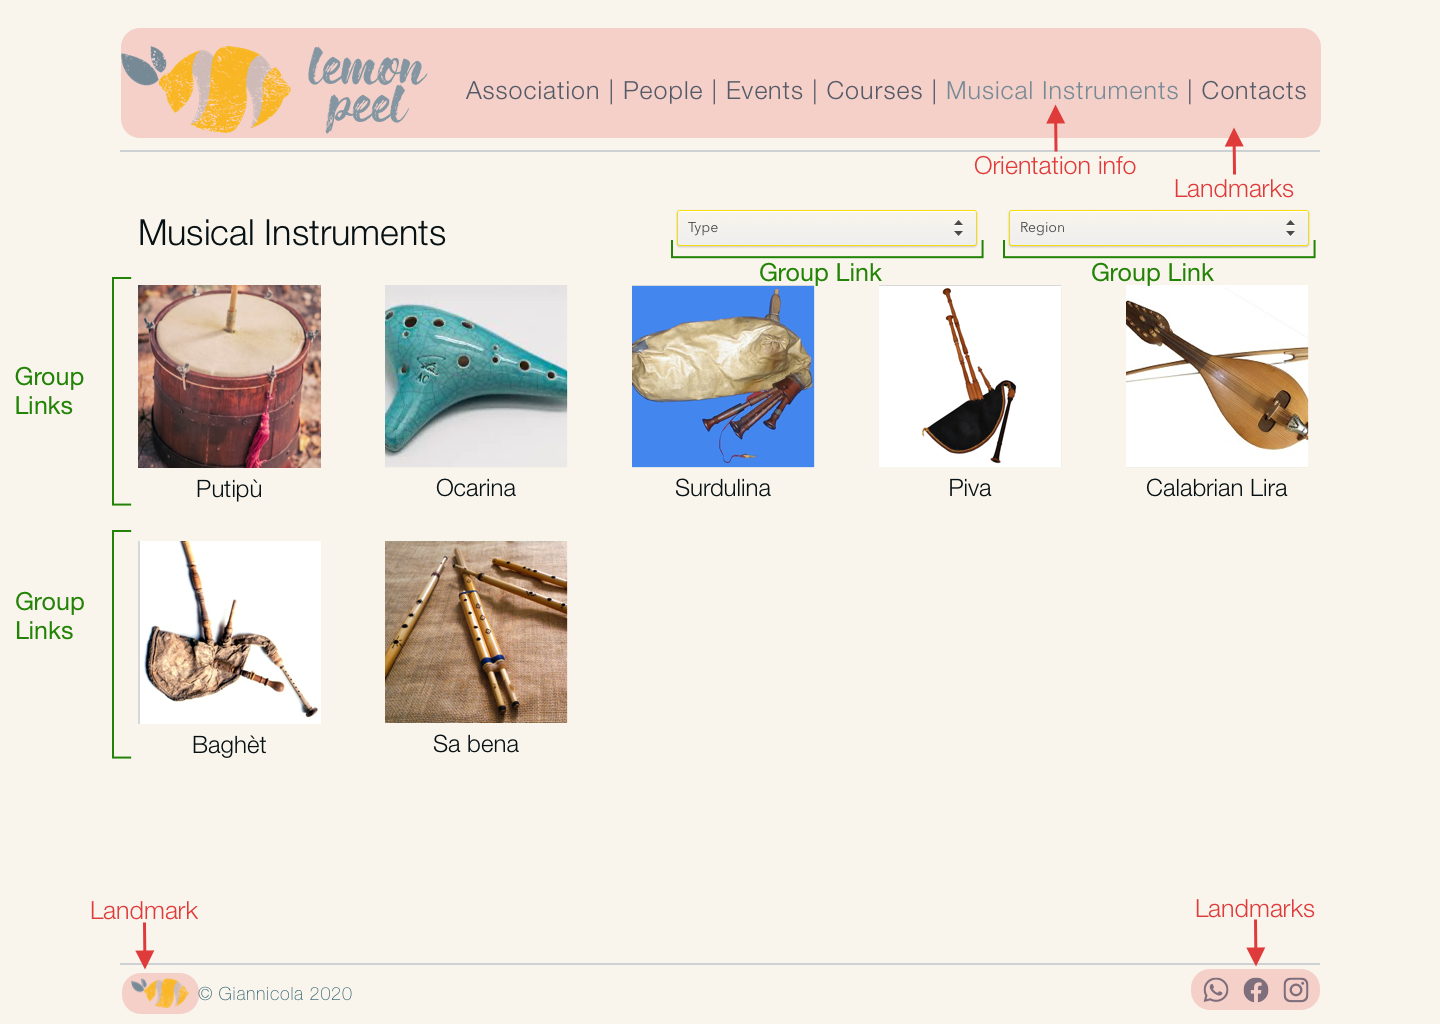 lemon
peel
Association | People | Events | Courses | Musical Instruments | Contacts
Orientation info
Landmarks
Musical Instruments
Type
Region
Group Link
Group Link
Group
Links
Putipù
Ocarina
Surdulina
Piva
Calabrian Lira
Group
Links
Baghèt
Sa bena
Landmark
Landmarks
© Giannicola 2020